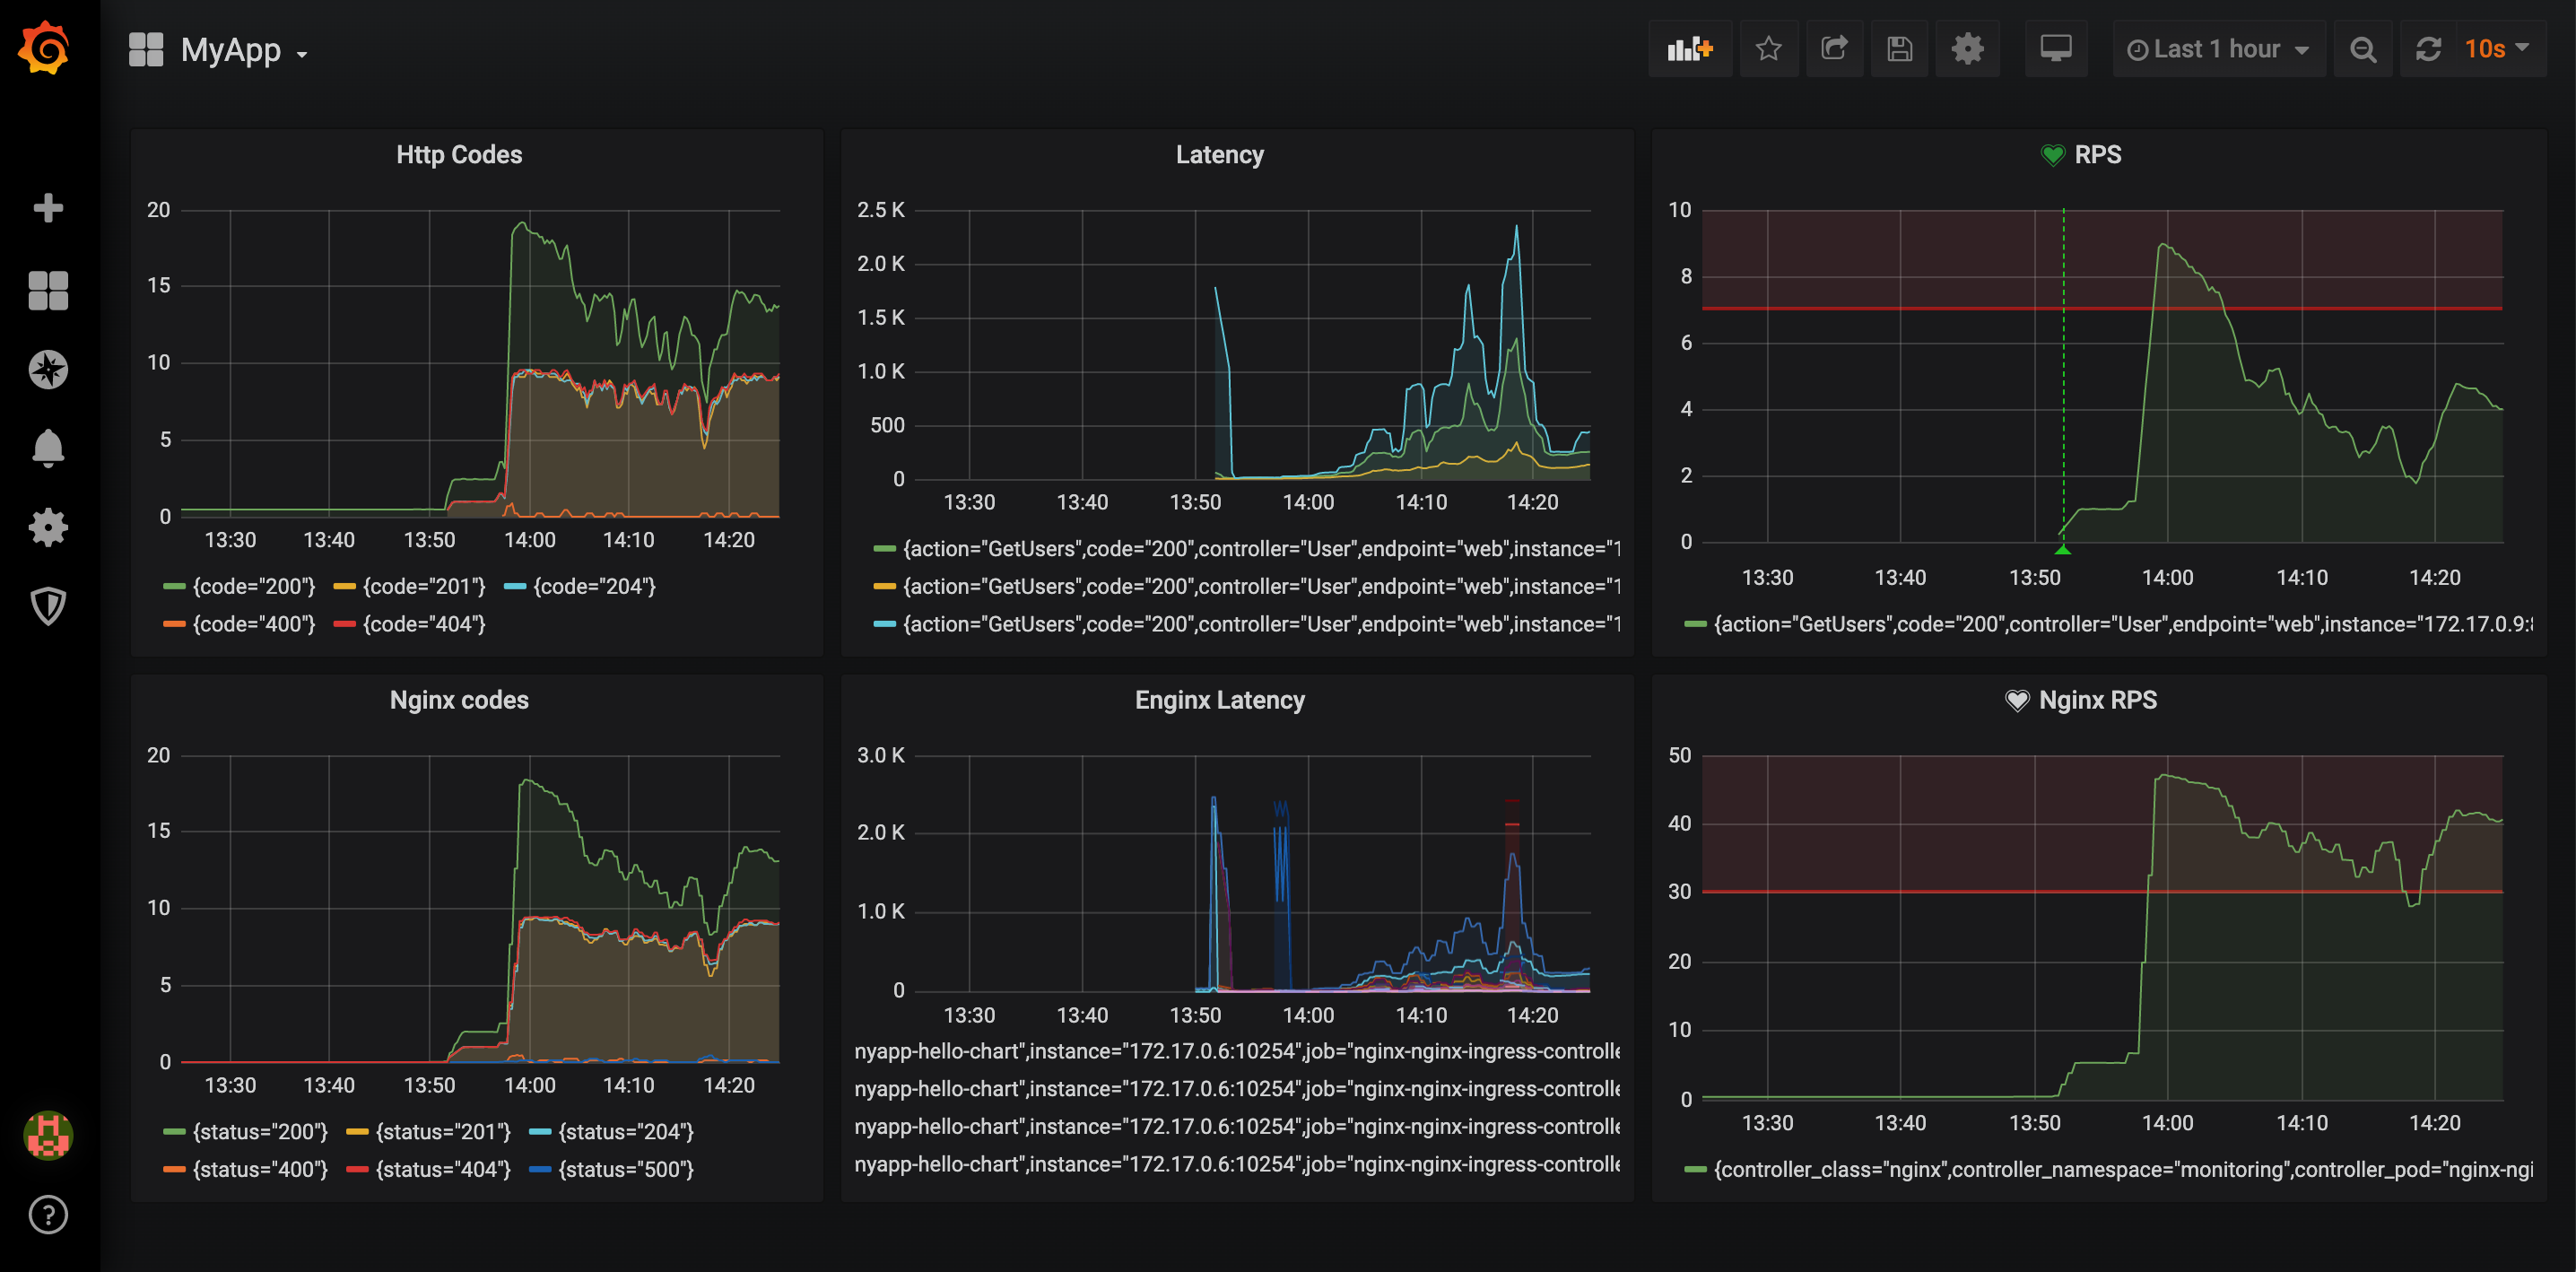 MyApp
Last 1 hour
10s
Http Codes
20
15
10
5
0
13:30 13:40 13:50 14:00 14:10 14:20
{code="200"} {code="201"} {code="204"}
{code="400"} {code="404"}
Latency
2.5 K
2.0 K
1.5 K
1.0 K
500
0
13:30 13:40 13:50 14:00 14:10 14:20
{action="GetUsers",code="200",controller="User",endpoint="web",instance="1
{action="GetUsers",code="200",controller="User",endpoint="web",instance="1
{action="GetUsers",code="200",controller="User",endpoint="web",instance="1
RPS
10
8
6
4
2
0
13:30 13:40 13:50 14:00 14:10 14:20
{action="GetUsers",code="200",controller="User",endpoint="web",instance="172.17.0.9:
Nginx codes
20
15
10
5
0
13:30 13:40 13:50 14:00 14:10 14:20
{status="200"} {status="201"} {status="204"}
{status="400"} {status="404"} {status="500"}
Enginx Latency
3.0 K
2.0 K
1.0 K
0
13:30 13:40 13:50 14:00 14:10 14:20
nyapp-hello-chart",instance="172.17.0.6:10254",job="nginx-nginx-ingress-controlle
nyapp-hello-chart",instance="172.17.0.6:10254",job="nginx-nginx-ingress-controlle
nyapp-hello-chart",instance="172.17.0.6:10254",job="nginx-nginx-ingress-controlle
nyapp-hello-chart",instance="172.17.0.6:10254",job="nginx-nginx-ingress-controlle
Nginx RPS
50
40
30
20
10
0
13:30 13:40 13:50 14:00 14:10 14:20
{controller_class="nginx",controller_namespace="monitoring",controller_pod="nginx-ngi